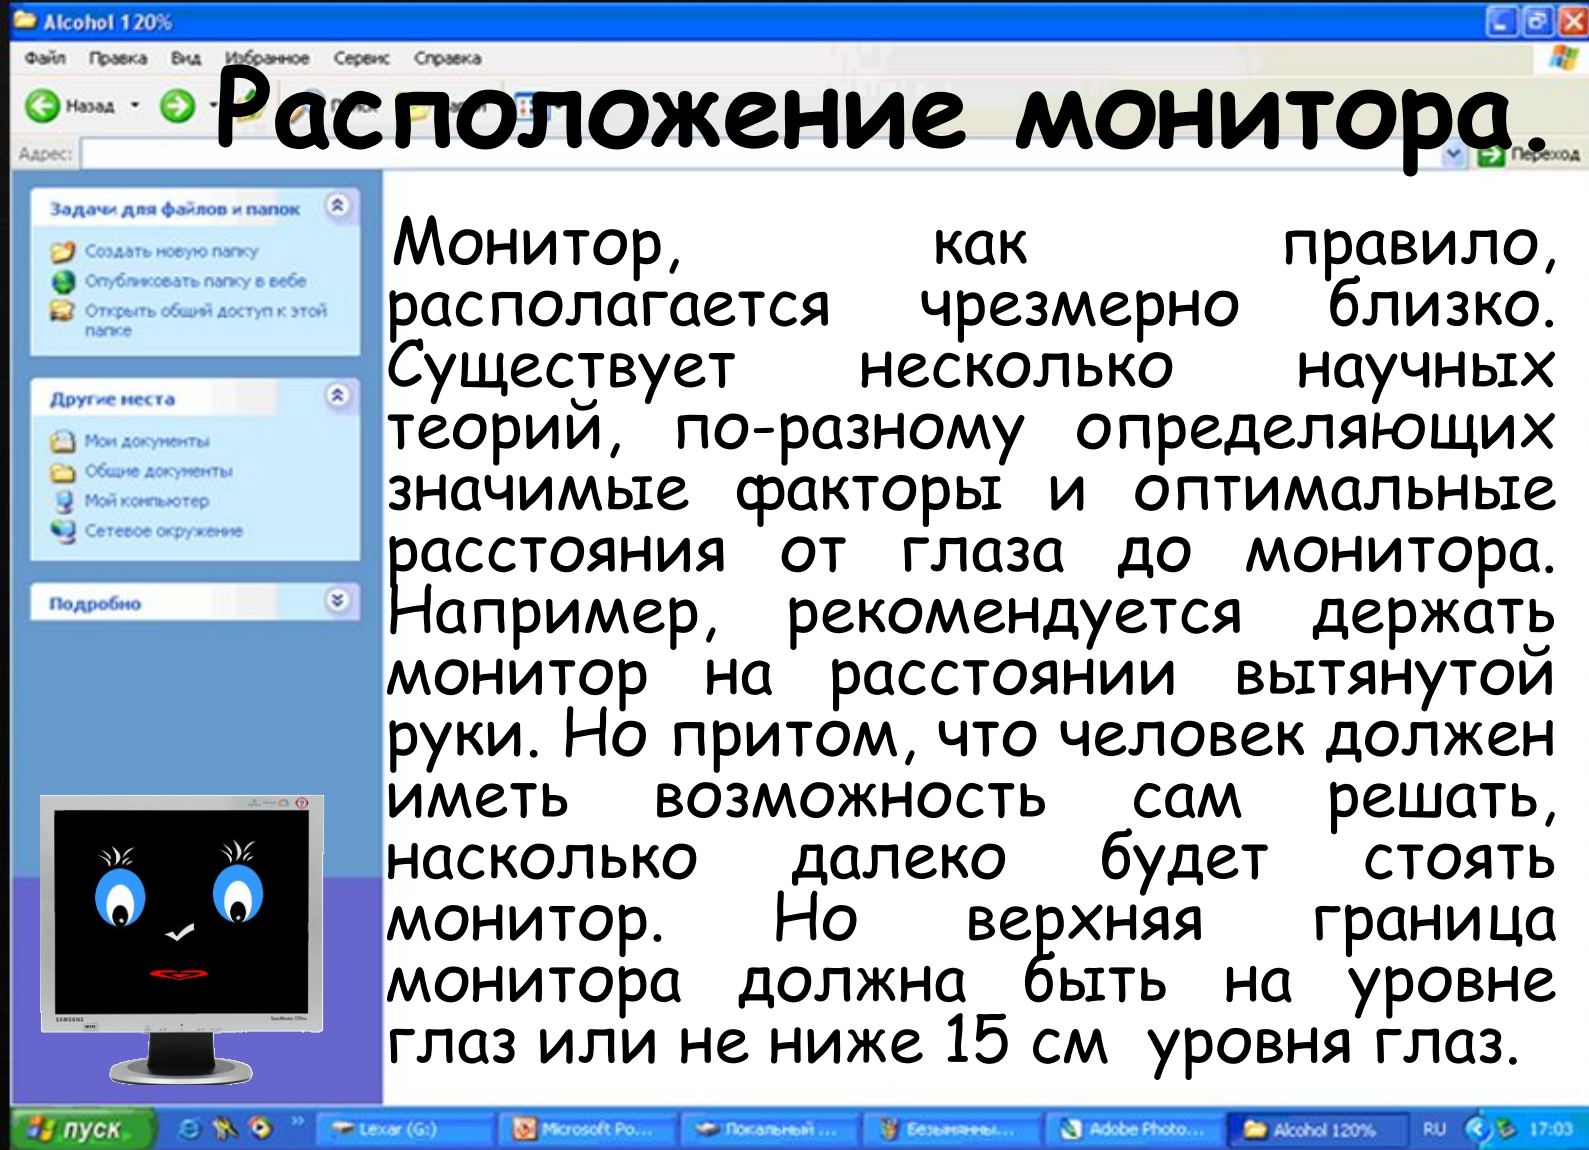 Alcohol 120%
Файл Правка Вид Избранное Сервис Справка
Расположение монитора.
Назад
Адрес:
Переход
Задачи для файлов и папок
Создать новую папку
Опубликовать папку в вебе
Открыть общий доступ к этой
папке
Другие места
Мои документы
Общие документы
Мой компьютер
Сетевое окружение
Подробно
Монитор, как правило,
располагается чрезмерно близко.
Существует несколько научных
теорий, по-разному определяющих
значимые факторы и оптимальные
расстояния от глаза до монитора.
Например, рекомендуется держать
монитор на расстоянии вытянутой
руки. Но притом, что человек должен
иметь возможность сам решать,
насколько далеко будет стоять
монитор. Но верхняя граница
монитора должна быть на уровне
глаз или не ниже 15 см уровня глаз.
SAMSUNG
пуск
Lexar (G:)
Microsoft Po...
Локальный ...
Безымянны...
Adobe Photo...
Alcohol 120%
RU
17:03